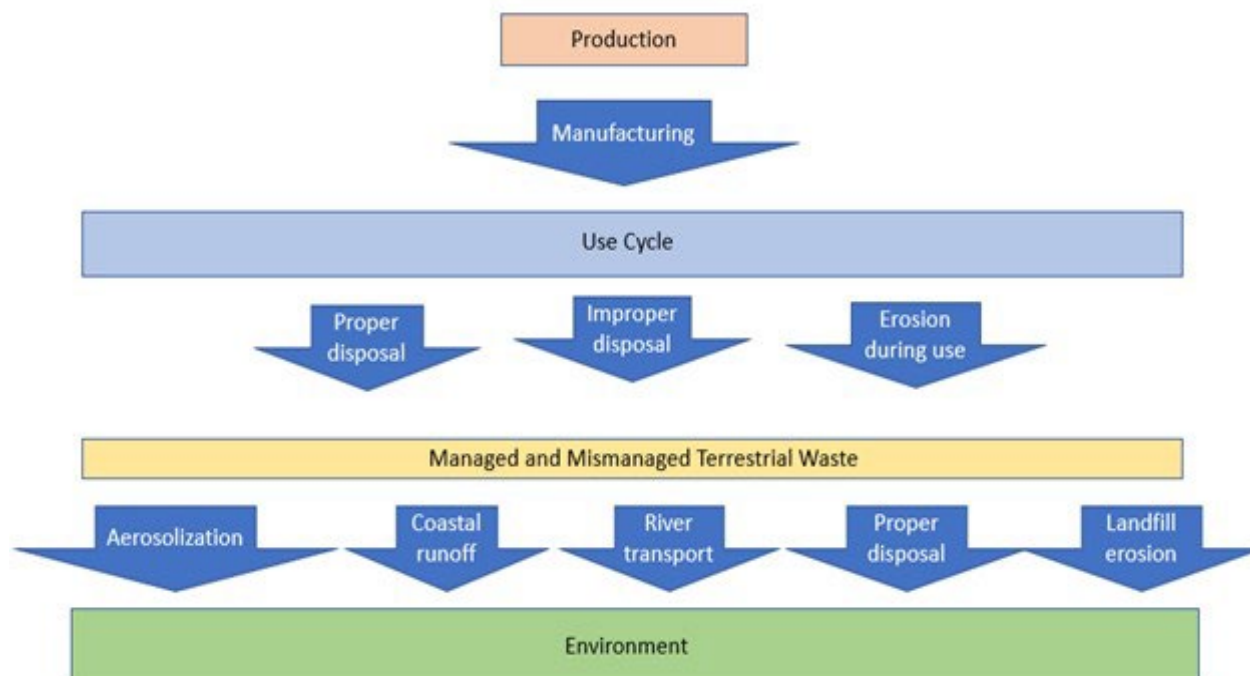 Production
Manufacturing
Use Cycle
Proper
disposal
Improper
disposal
Erosion
during use
Managed and Mismanaged Terrestrial Waste
Aerosolization
Coastal
runoff
River
transport
Proper
disposal
Landfill
erosion
Environment